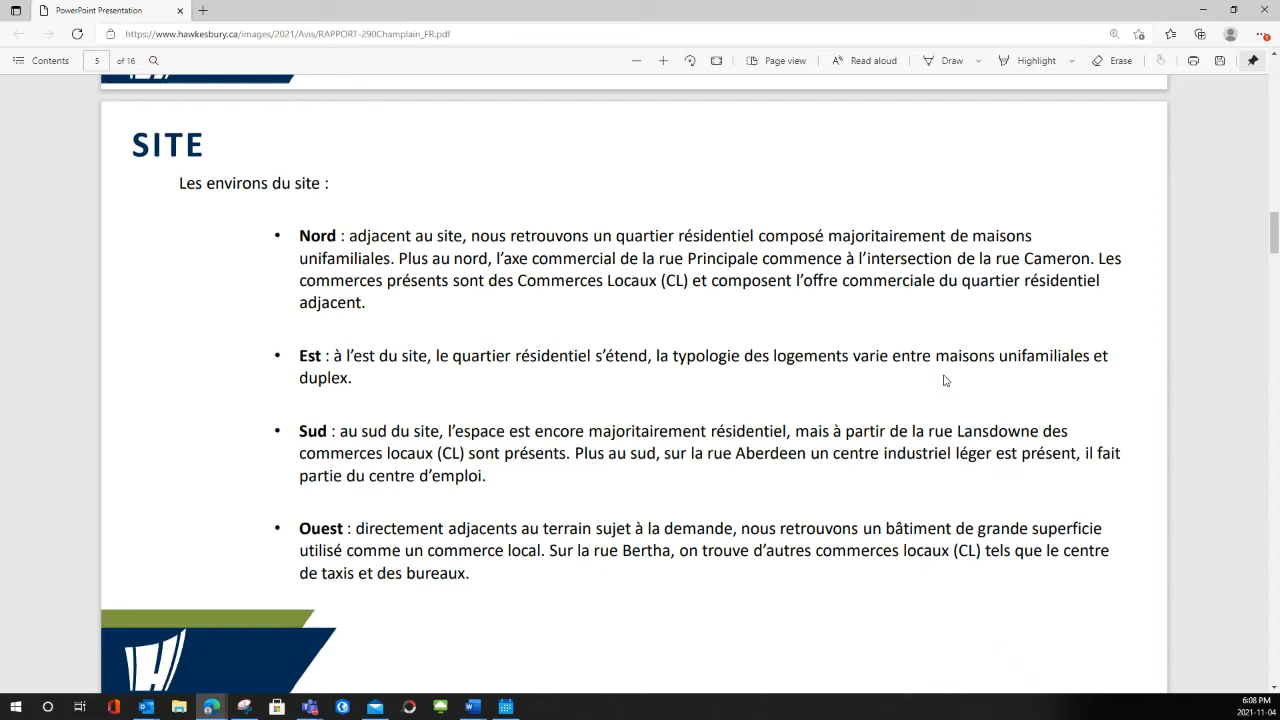 PowerPoint Presentation
https://www.hawkesbury.ca/images/2021/Avis/RAPPORT-290Champlain_FR.pdf
Contents 5 of 16 Page view Read aloud Draw Highlight Erase
SITE
Les environs du site :
• Nord : adjacent au site, nous retrouvons un quartier résidentiel composé majoritairement de maisons
unifamiliales. Plus au nord, l’axe commercial de la rue Principale commence à l’intersection de la rue Cameron. Les
commerces présents sont des Commerces Locaux (CL) et composent l’offre commerciale du quartier résidentiel
adjacent.
• Est : à l’est du site, le quartier résidentiel s’étend, la typologie des logements varie entre maisons unifamiliales et
duplex.
• Sud : au sud du site, l’espace est encore majoritairement résidentiel, mais à partir de la rue Lansdowne des
commerces locaux (CL) sont présents. Plus au sud, sur la rue Aberdeen un centre industriel léger est présent, il fait
partie du centre d’emploi.
• Ouest : directement adjacents au terrain sujet à la demande, nous retrouvons un bâtiment de grande superficie
utilisé comme un commerce local. Sur la rue Bertha, on trouve d’autres commerces locaux (CL) tels que le centre
de taxis et des bureaux.
6:08 PM
2021-11-04